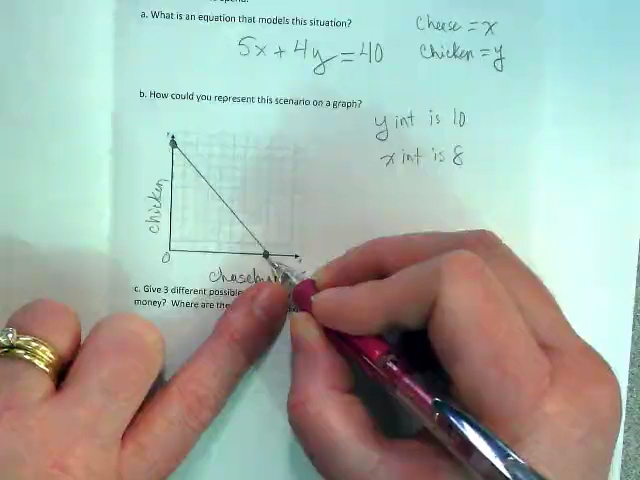 a. What is an equation that models this situation?
cheese = x
5x + 4y = 40
chicken = y
b. How could you represent this scenario on a graph?
y int is 10
x int is 8
chicken
0
c. Give 3 different possible
money? Where are the